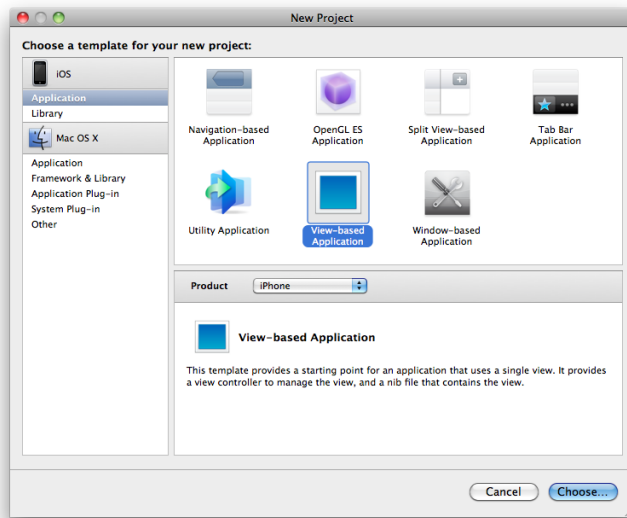 New Project
Choose a template for your new project:
iOS
Application
Library
Mac OS X
Application
Framework & Library
Application Plug-in
System Plug-in
Other
Navigation-based
Application
OpenGL ES
Application
Split View-based
Application
Tab Bar
Application
Utility Application
View-based
Application
Window-based
Application
Product
iPhone
View-based Application
This template provides a starting point for an application that uses a single view. It provides
a view controller to manage the view, and a nib file that contains the view.
Cancel
Choose...